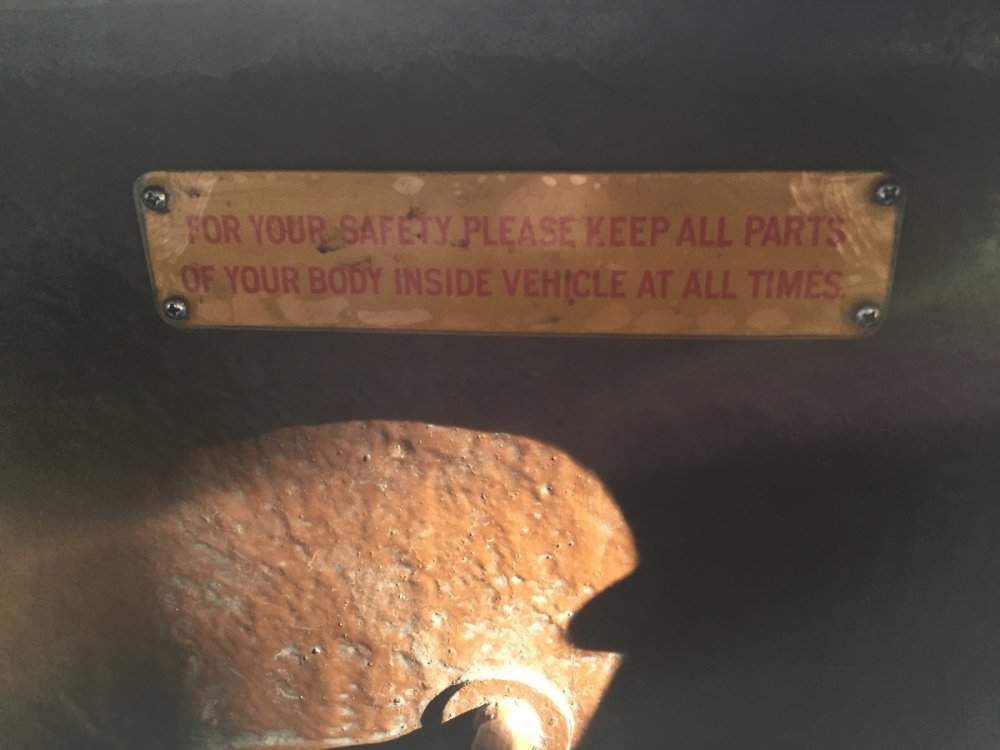 FOR YOUR SAFETY PLEASE KEEP ALL PARTS
OF YOUR BODY INSIDE VEHICLE AT ALL TIMES.